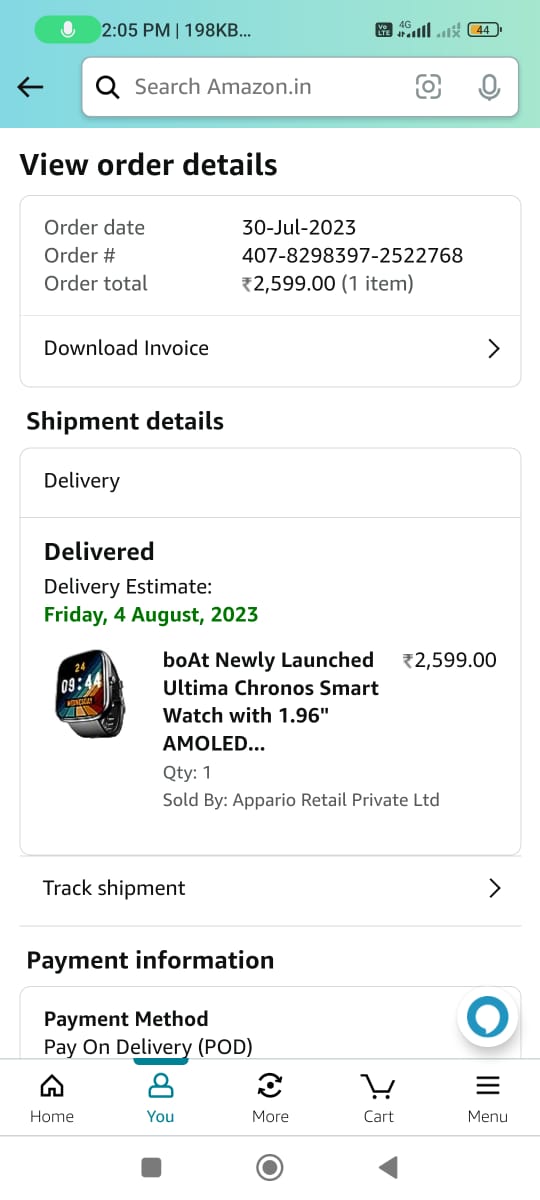 2:05 PM | 198KB...
Vo LTE 4G 44
Search Amazon.in
View order details
Order date 30-Jul-2023
Order # 407-8298397-2522768
Order total ₹2,599.00 (1 item)
Download Invoice
Shipment details
Delivery
Delivered
Delivery Estimate:
Friday, 4 August, 2023
24
09:44
WEDNESDAY
boAt Newly Launched ₹2,599.00
Ultima Chronos Smart
Watch with 1.96"
AMOLED...
Qty: 1
Sold By: Appario Retail Private Ltd
Track shipment
Payment information
Payment Method
Pay On Delivery (POD)
Home You More Cart Menu